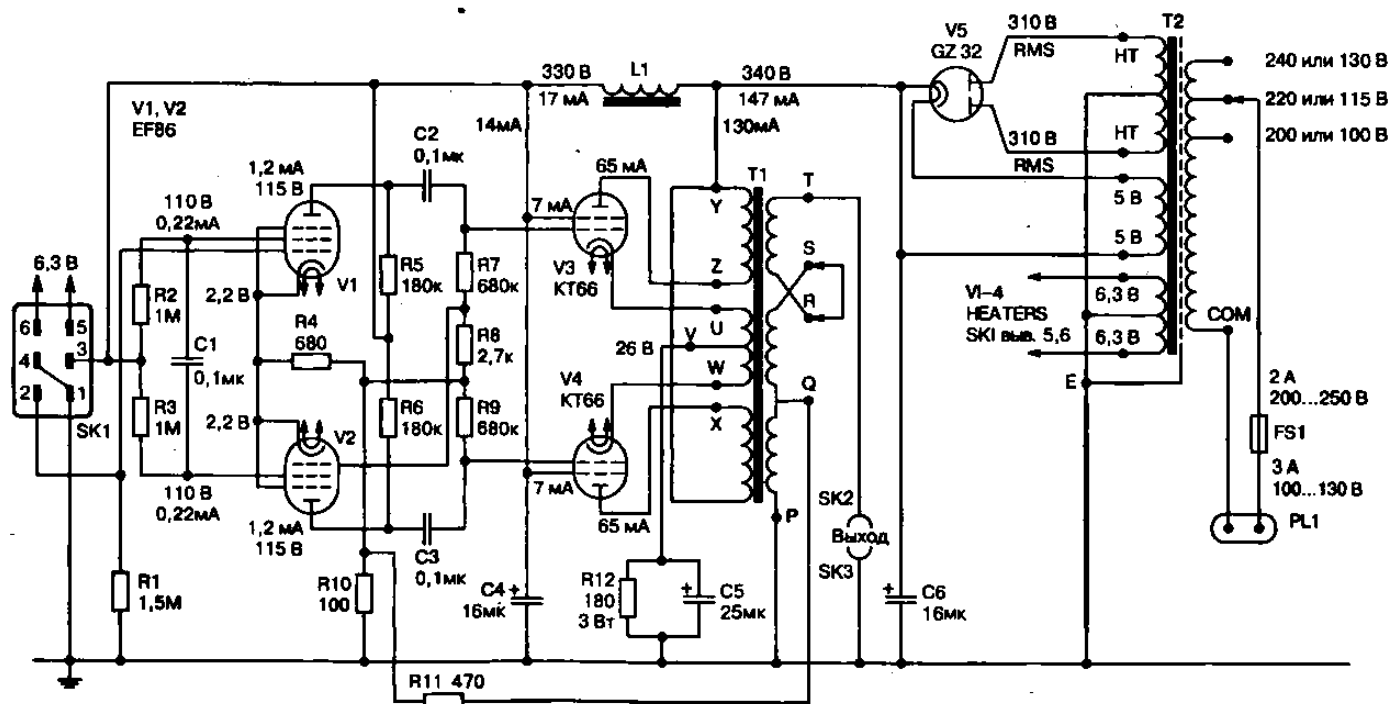 V1, V2
EF86
1,2 мА
115 В
110 В
0,22мА
6,3 В
6
5
4
3
2
1
SK1
R2
1М
R3
1М
C1
0,1мк
2,2 В
V1
R4
680
2,2 В
V2
110 В
0,22мА
1,2 мА
115 В
R1
1,5М
C2
0,1мк
R5
180к
R6
180к
R7
680к
R8
2,7к
R9
680к
C3
0,1мк
R10
100
R11 470
330 В
17 мА
L1
340 В
147 мА
14мА
130мА
65 мА
7 мА
V3
КТ66
V4
КТ66
7 мА
65 мА
C4
+
16мк
26 В
T1
Y
Z
U
V
W
X
T
S
R
Q
P
R12
180
3 Вт
+
C5
25мк
SK2
Выход
SK3
+
C6
16мк
V5
GZ 32
310 В
RMS
310 В
RMS
T2
HT
HT
5 В
5 В
6,3 В
6,3 В
VI–4
HEATERS
SKI выв. 5,6
E
COM
240 или 130 В
220 или 115 В
200 или 100 В
2 А
200...250 В
FS1
3 А
100...130 В
PL1